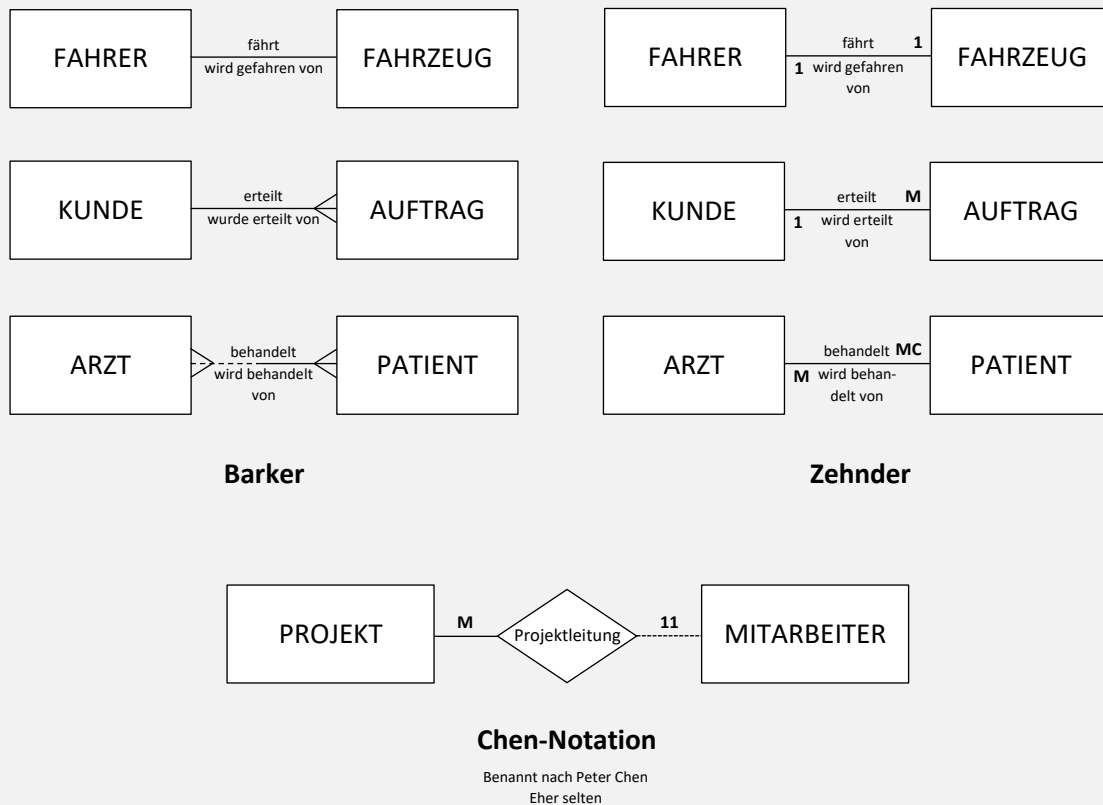 FAHRER
fährt
wird gefahren von
FAHRZEUG
FAHRER
fährt
1
1
wird gefahren
von
FAHRZEUG
KUNDE
erteilt
wurde erteilt von
AUFTRAG
KUNDE
erteilt
M
1
wird erteilt
von
AUFTRAG
ARZT
behandelt
wird behandelt
von
PATIENT
ARZT
behandelt
MC
M
wird behan-
delt von
PATIENT
Barker
Zehnder
PROJEKT
M
Projektleitung
11
MITARBEITER
Chen-Notation
Benannt nach Peter Chen
Eher selten